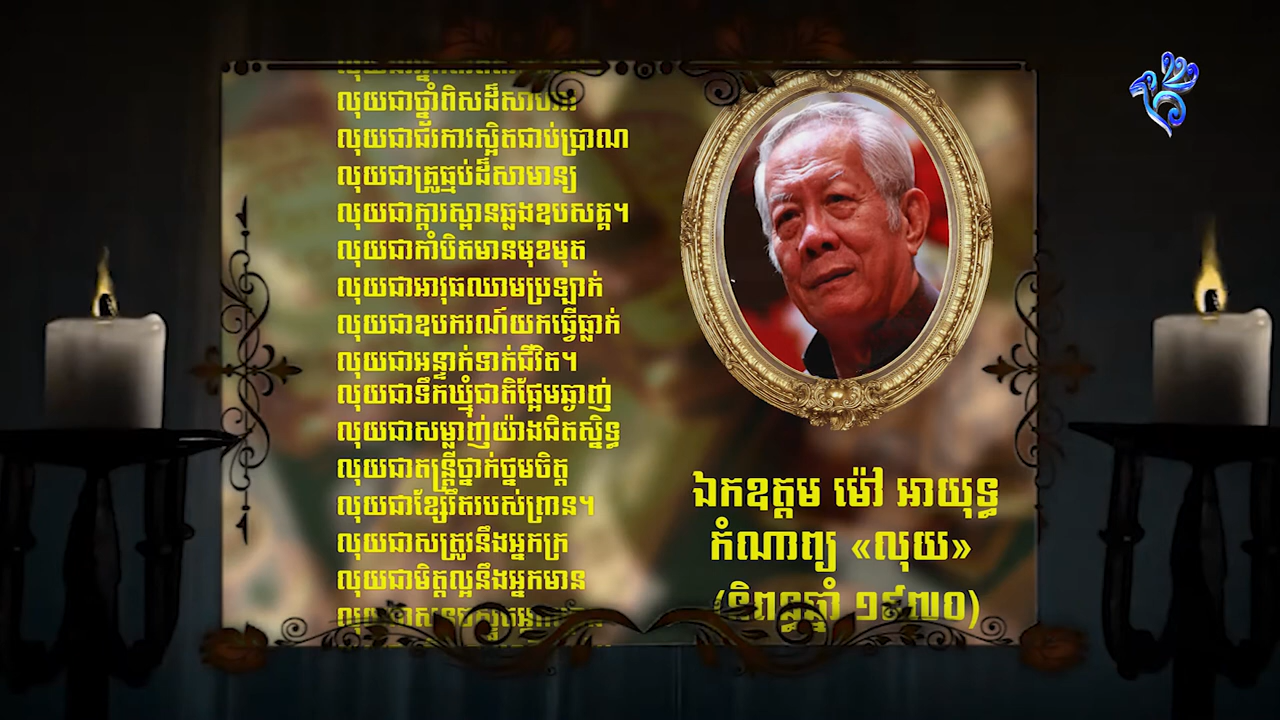 លុយជាថ្នាំពិសដ៏សាហាវ
លុយជាជ័រកាវស្អិតជាប់ប្រាណ
លុយជាគ្រូធ្មប់ដ៏សាមាន្យ
លុយជាក្ដារស្ពានឆ្លងឧបសគ្គ។
លុយជាកាំបិតមានមុខមុត
លុយជាអាវុធឈាមប្រឡាក់
លុយជាឧបករណ៍យកធ្វើធ្លាក់
លុយជាអន្ទាក់ទាក់ជីវិត។
លុយជាទឹកឃ្មុំជាតិផ្អែមឆ្ងាញ់
លុយជាសម្លាញ់យ៉ាងជិតស្និទ្ធ
លុយជាតន្ត្រីថ្នាក់ថ្នមចិត្ត
លុយជាខ្សែរឹតរបស់ព្រាន។
លុយជាសត្រូវនឹងអ្នកក្រ
លុយជាមិត្តល្អនឹងអ្នកមាន
ឯកឧត្តម ម៉ៅ អាយុទ្ធ
កំណាព្យ «លុយ»
(និពន្ធឆ្នាំ ១៩៧០)